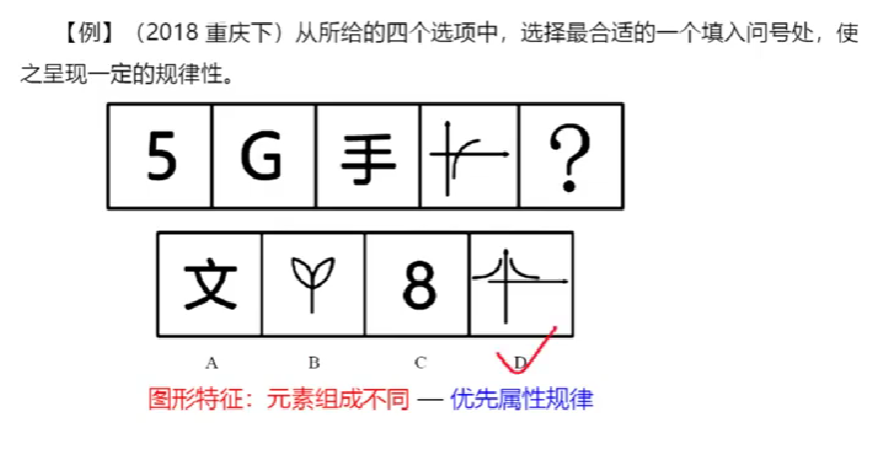 【例】（2018 重庆下）从所给的四个选项中，选择最合适的一个填入问号处，使
之呈现一定的规律性。
5 G 手 ?
文 8
A B C D
图形特征：元素组成不同 — 优先属性规律